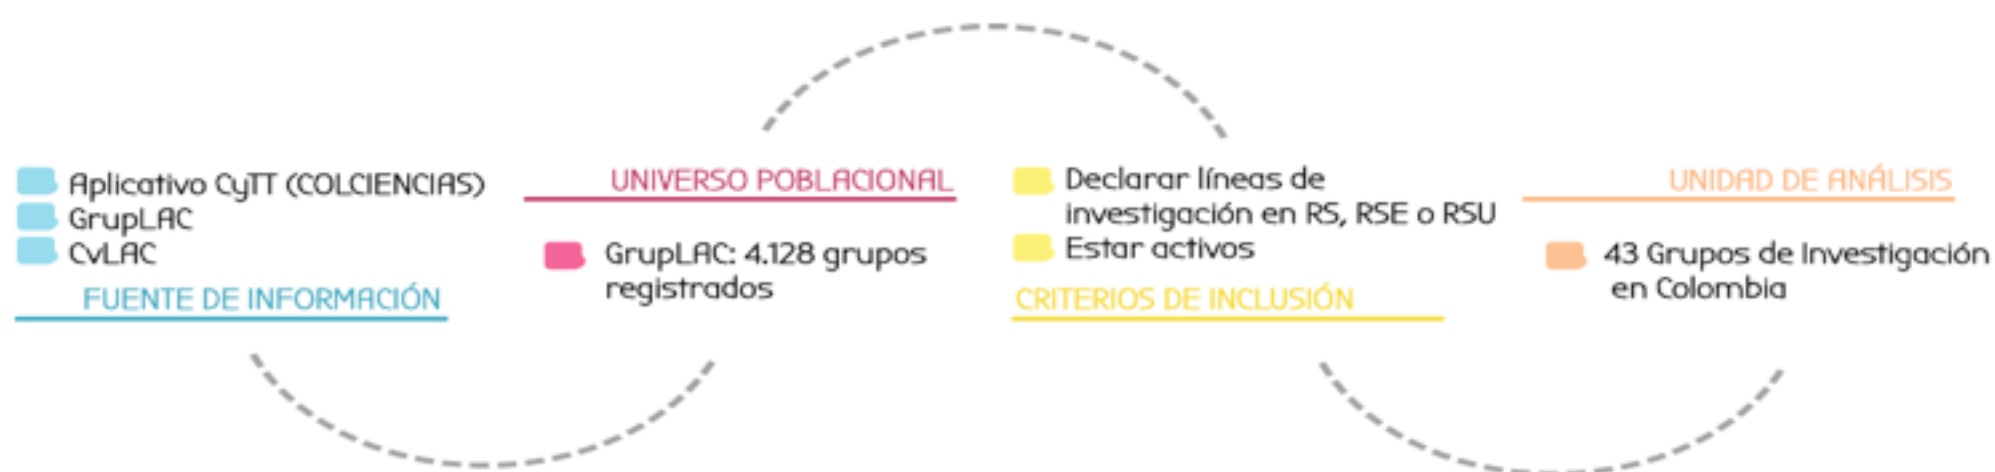 Aplicativo CyTT (COLCIENCIAS)
GrupLAC
CvLAC
FUENTE DE INFORMACIÓN
UNIVERSO POBLACIONAL
GrupLAC: 4.128 grupos
registrados
Declarar líneas de
investigación en RS, RSE o RSU
Estar activos
CRITERIOS DE INCLUSIÓN
UNIDAD DE ANÁLISIS
43 Grupos de Investigación
en Colombia